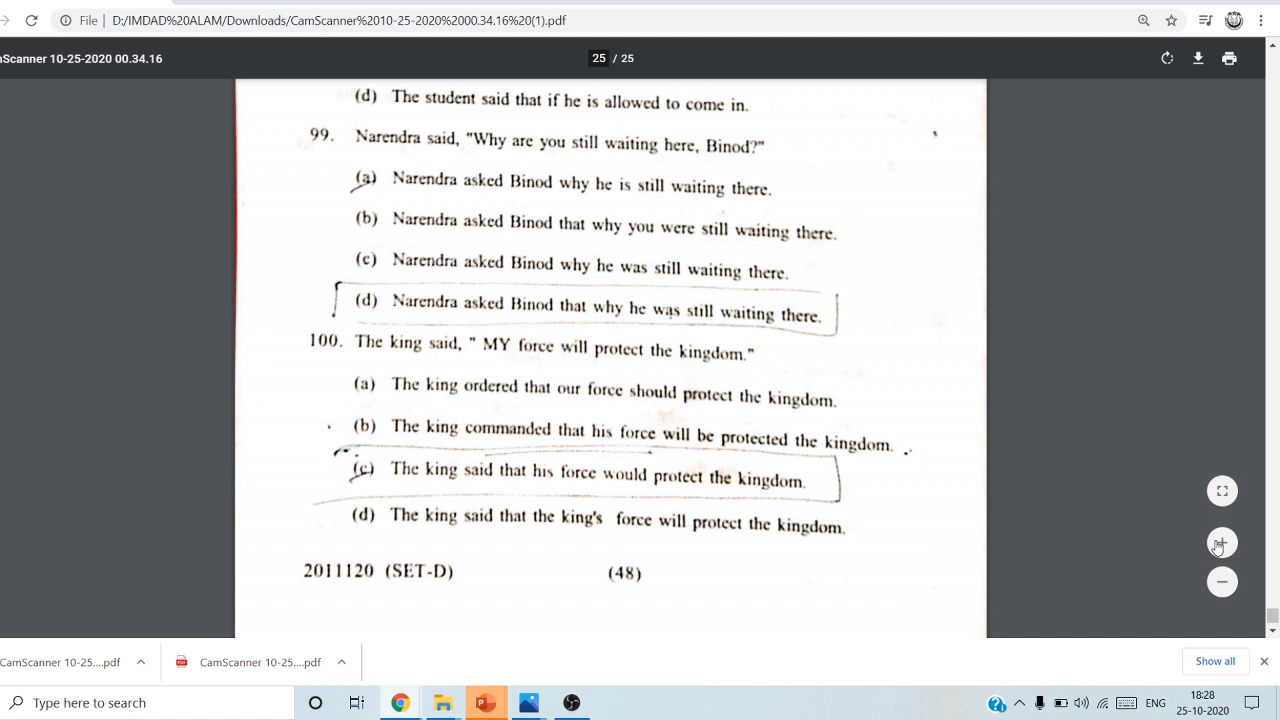 File | D:/IMDAD%20ALAM/Downloads/CamScanner%2010-25-2020%2000.34.16%20(1).pdf
mScanner 10-25-2020 00.34.16
25 / 25
(d) The student said that if he is allowed to come in.
99. Narendra said, "Why are you still waiting here, Binod?"
(a) Narendra asked Binod why he is still waiting there.
(b) Narendra asked Binod that why you were still waiting there.
(c) Narendra asked Binod why he was still waiting there.
(d) Narendra asked Binod that why he was still waiting there.
100. The king said, " MY force will protect the kingdom."
(a) The king ordered that our force should protect the kingdom.
(b) The king commanded that his force will be protected the kingdom.
(c) The king said that his force would protect the kingdom.
(d) The king said that the king's force will protect the kingdom.
2011120 (SET-D) (48)
CamScanner 10-25....pdf
CamScanner 10-25....pdf
Show all
Type here to search
ENG
18:28
25-10-2020